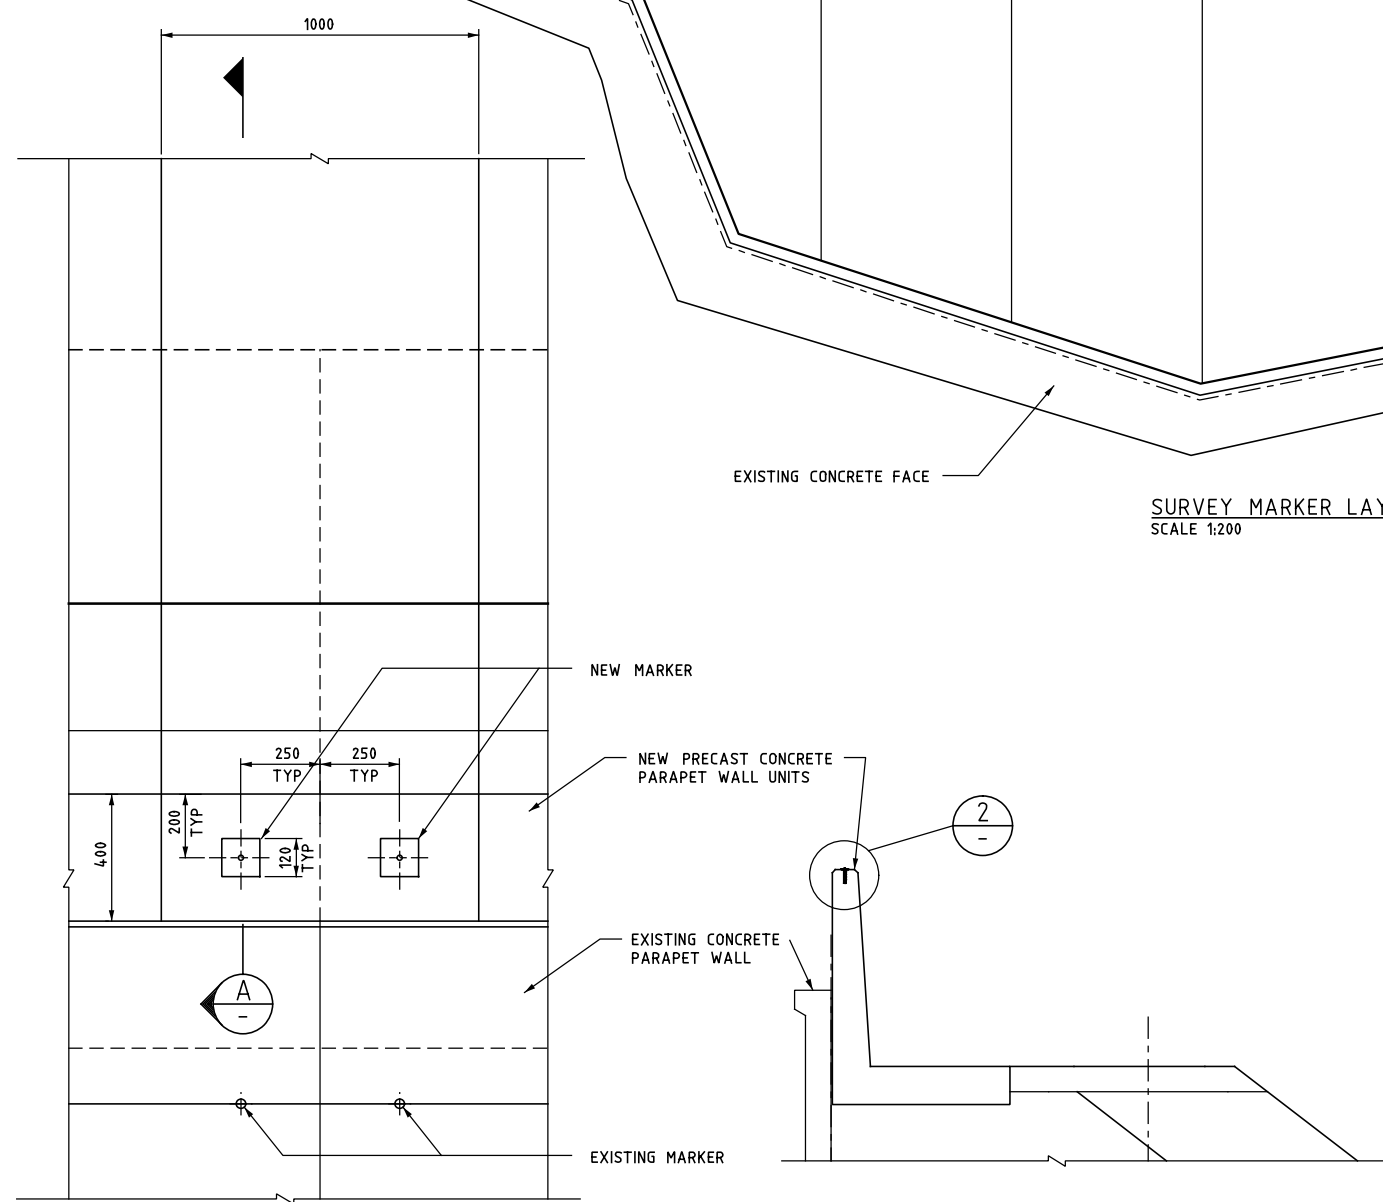 1000
EXISTING CONCRETE FACE
SURVEY MARKER LAY
SCALE 1:200
NEW MARKER
250
TYP
250
TYP
NEW PRECAST CONCRETE
PARAPET WALL UNITS
200
TYP
400
120
TYP
2
-
EXISTING CONCRETE
PARAPET WALL
A
-
EXISTING MARKER